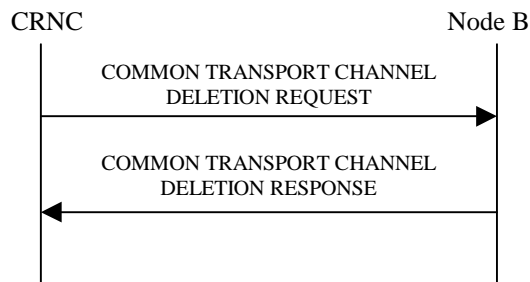 CRNC
Node B
COMMON TRANSPORT CHANNEL
DELETION REQUEST
COMMON TRANSPORT CHANNEL
DELETION RESPONSE